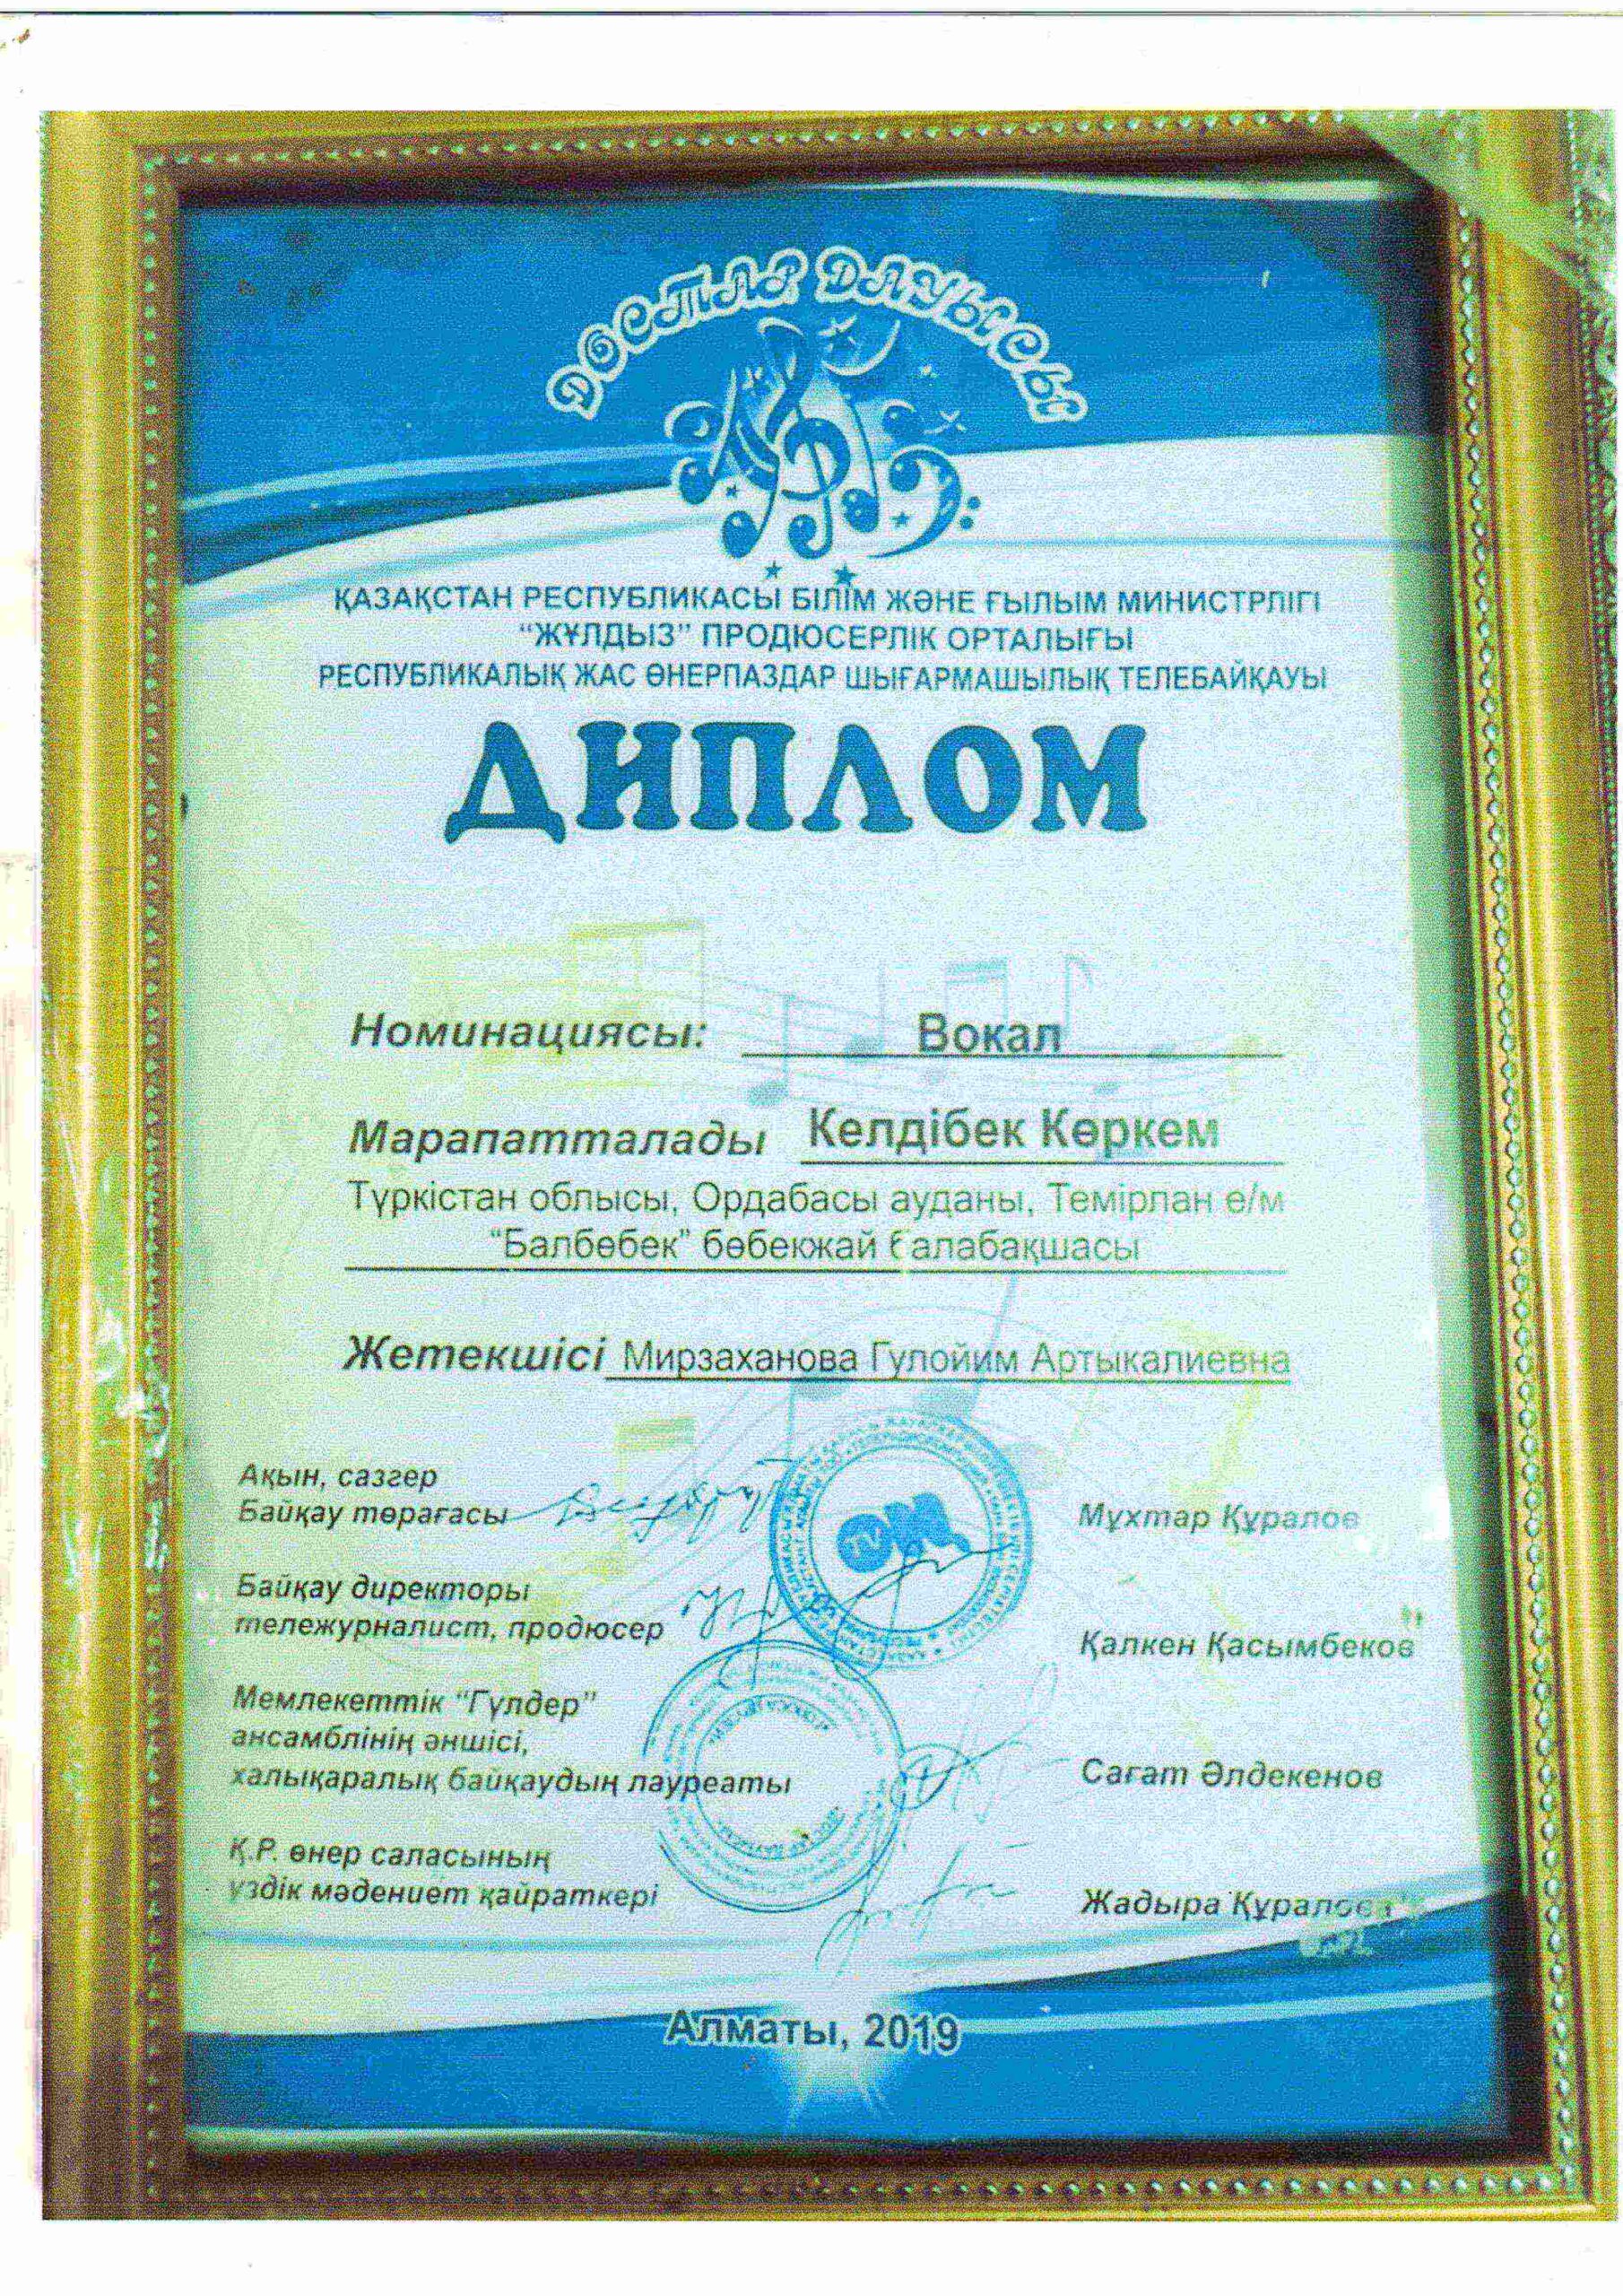 ДОСТАР ДАУЫСЫ
ҚАЗАҚСТАН РЕСПУБЛИКАСЫ БІЛІМ ЖӘНЕ ҒЫЛЫМ МИНИСТРЛІГІ
“ЖҰЛДЫЗ” ПРОДЮСЕРЛІК ОРТАЛЫҒЫ
РЕСПУБЛИКАЛЫҚ ЖАС ӨНЕРПАЗДАР ШЫҒАРМАШЫЛЫҚ ТЕЛЕБАЙҚАУЫ
ДИПЛОМ
Номинациясы: Вокал
Марапатталады Келдібек Көркем
Түркістан облысы, Ордабасы ауданы, Темірлан е/м
“Балбөбек” бөбекжай балабақшасы
Жетекшісі Мирзаханова Гулойим Артыкалиевна
Ақын, сазгер
Байқау төрағасы Мұхтар Құралов
Байқау директоры
тележурналист, продюсер Қалкен Қасымбеков
Мемлекеттік “Гүлдер”
ансамблінің әншісі,
халықаралық байқаудың лауреаты Сағат Әлдекенов
Қ.Р. өнер саласының
үздік мәдениет қайраткері Жадыра Құралова
TV
Алматы, 2019